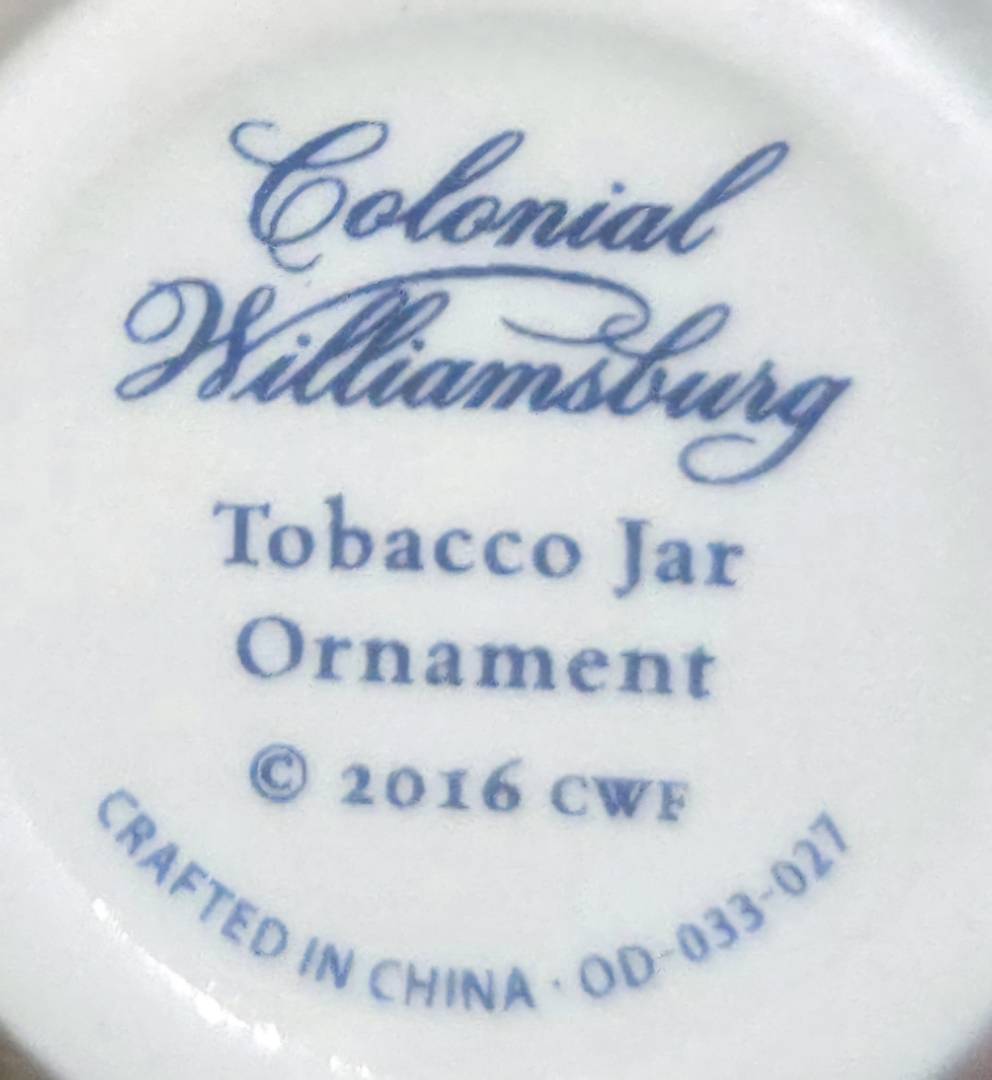 Colonial
Williamsburg
Tobacco Jar
Ornament
© 2016 CWF
CRAFTED IN CHINA · OD-033-027